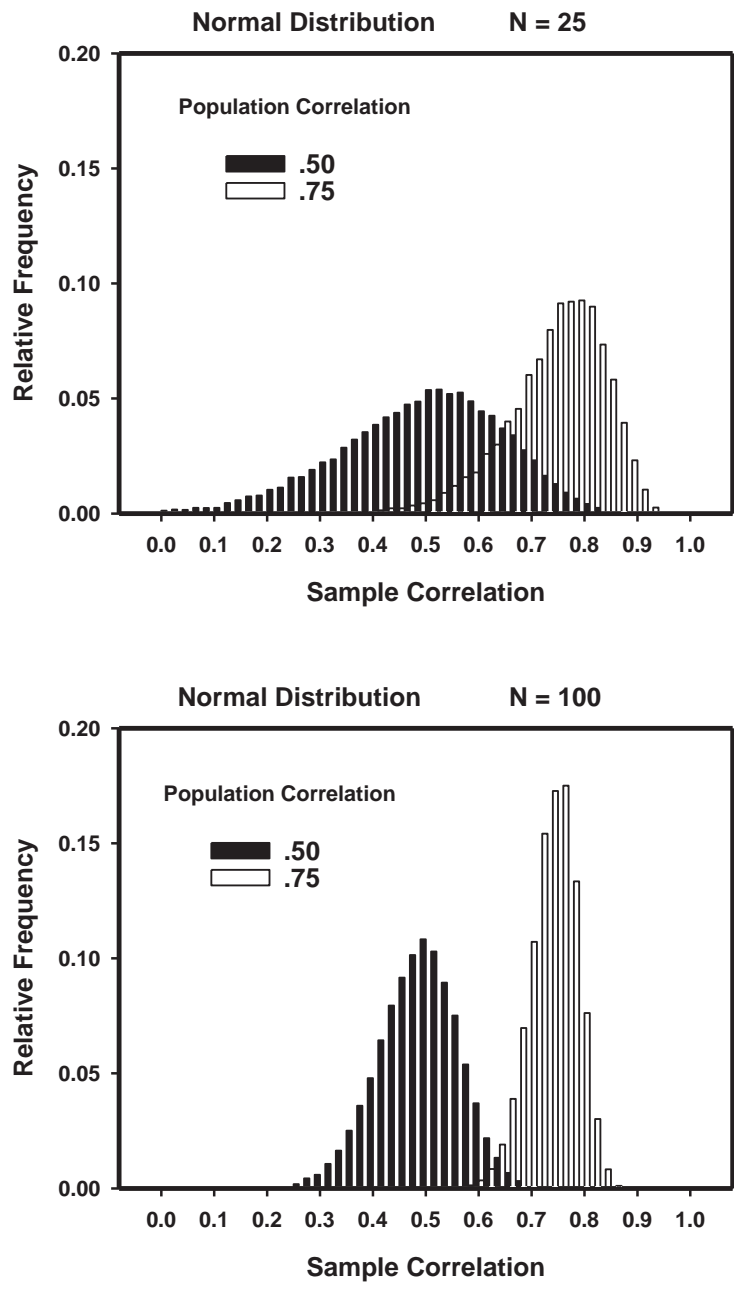 Normal Distribution N = 25
0.20
Population Correlation
.50
.75
0.15
0.10
0.05
0.00
Relative Frequency
0.0 0.1 0.2 0.3 0.4 0.5 0.6 0.7 0.8 0.9 1.0
Sample Correlation
Normal Distribution N = 100
0.20
Population Correlation
.50
.75
0.15
0.10
0.05
0.00
Relative Frequency
0.0 0.1 0.2 0.3 0.4 0.5 0.6 0.7 0.8 0.9 1.0
Sample Correlation